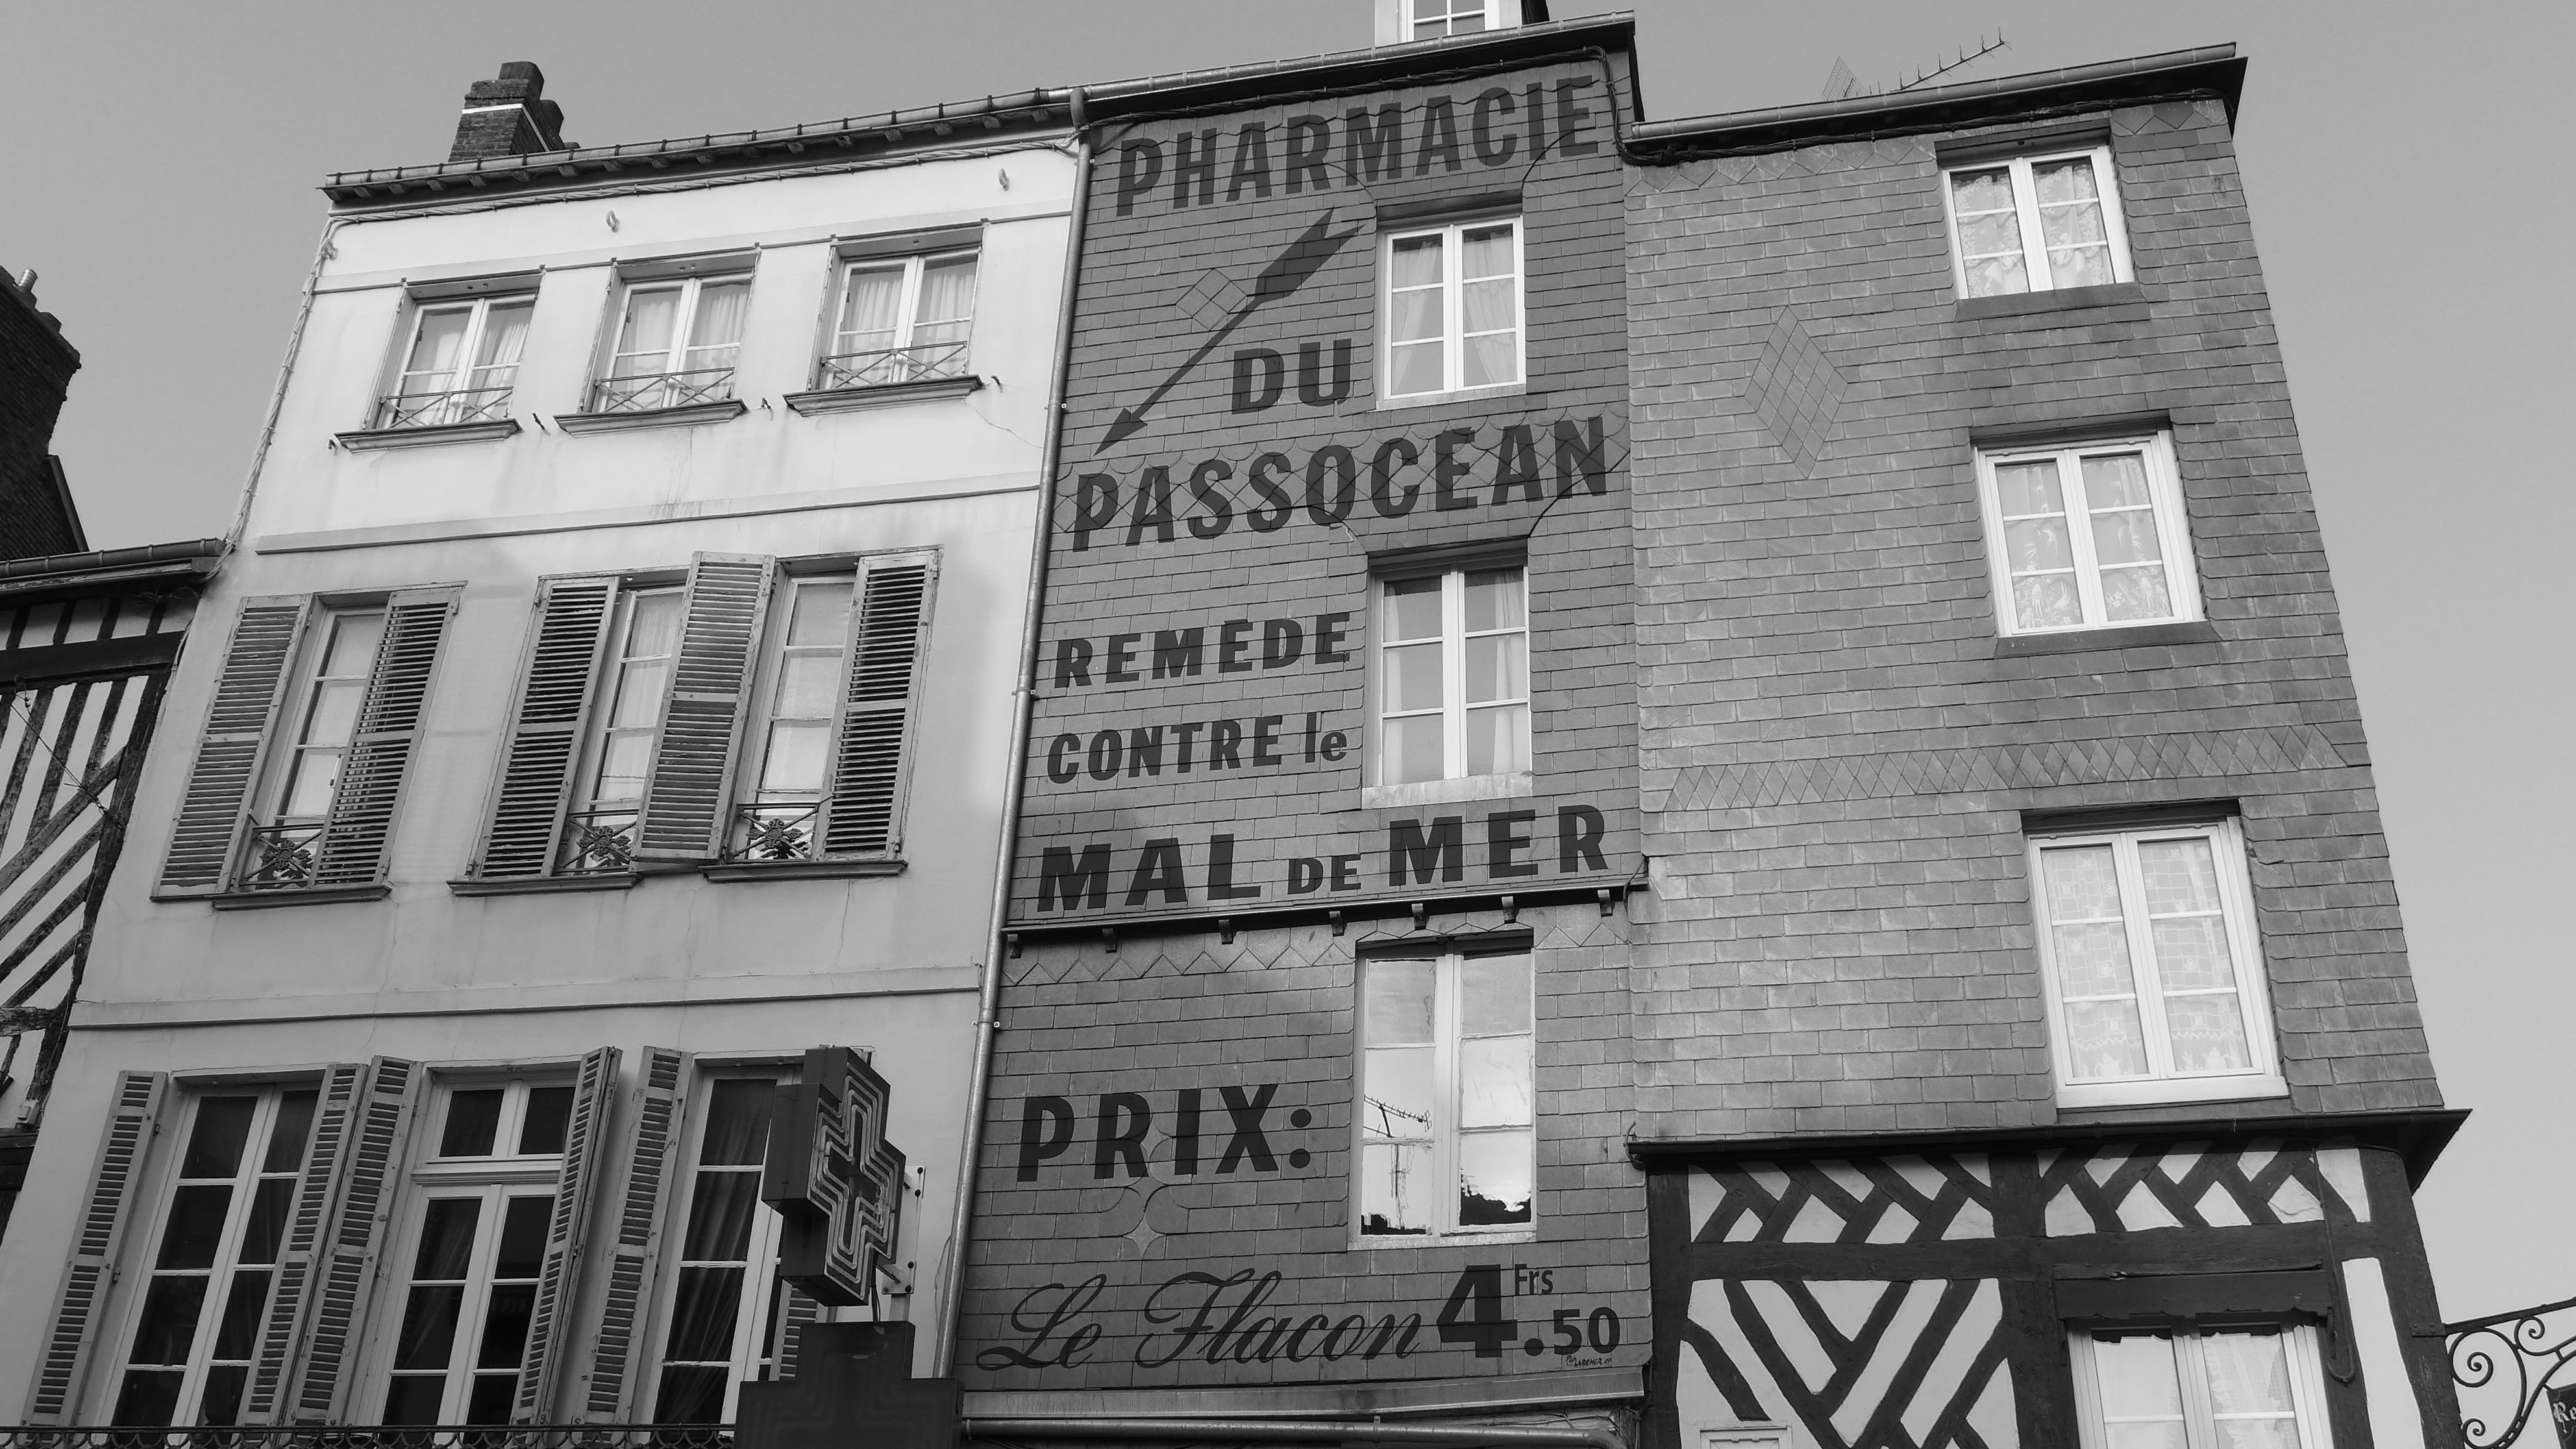 PHARMACIE
DU
PASSOCEAN
REMEDE
CONTRE le
MAL DE MER
PRIX:
Le Flacon 4 Frs .50